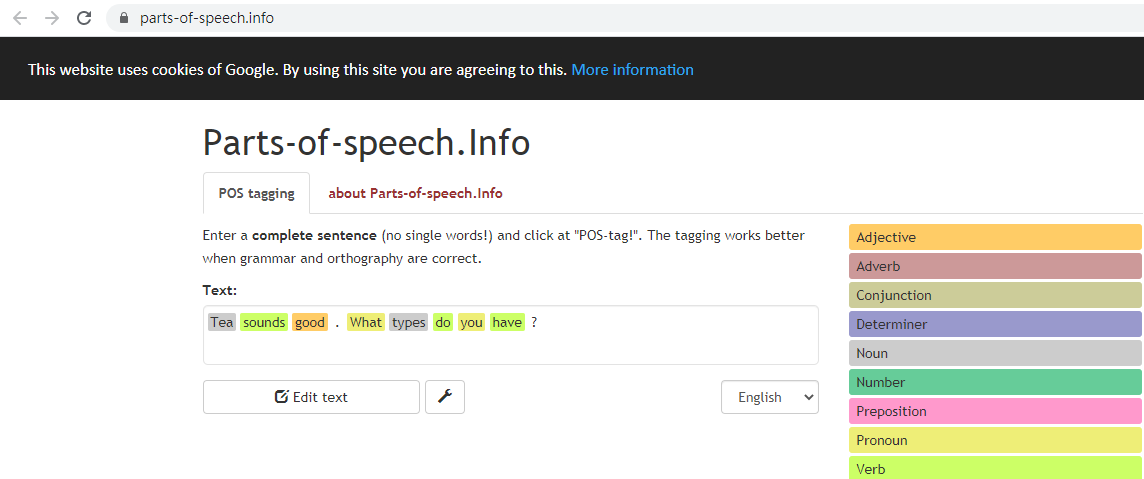 parts-of-speech.info
This website uses cookies of Google. By using this site you are agreeing to this. More information
Parts-of-speech.Info
POS tagging
about Parts-of-speech.Info
Enter a complete sentence (no single words!) and click at "POS-tag!". The tagging works better
when grammar and orthography are correct.
Text:
Tea sounds good . What types do you have ?
Edit text
English
Adjective
Adverb
Conjunction
Determiner
Noun
Number
Preposition
Pronoun
Verb